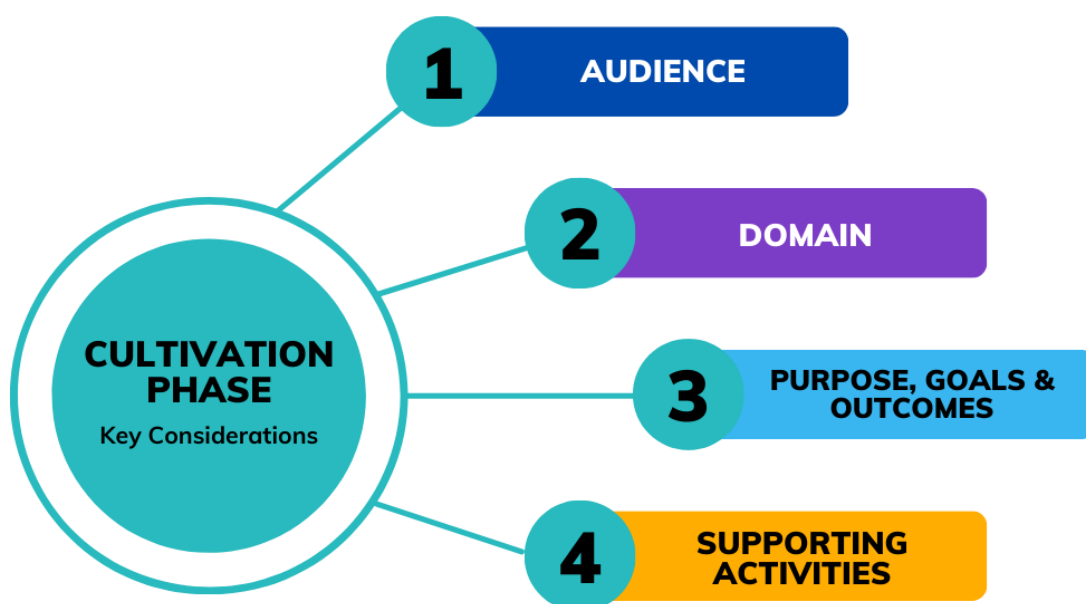 CULTIVATION
PHASE
Key Considerations
1
AUDIENCE
2
DOMAIN
3
PURPOSE, GOALS &
OUTCOMES
4
SUPPORTING
ACTIVITIES